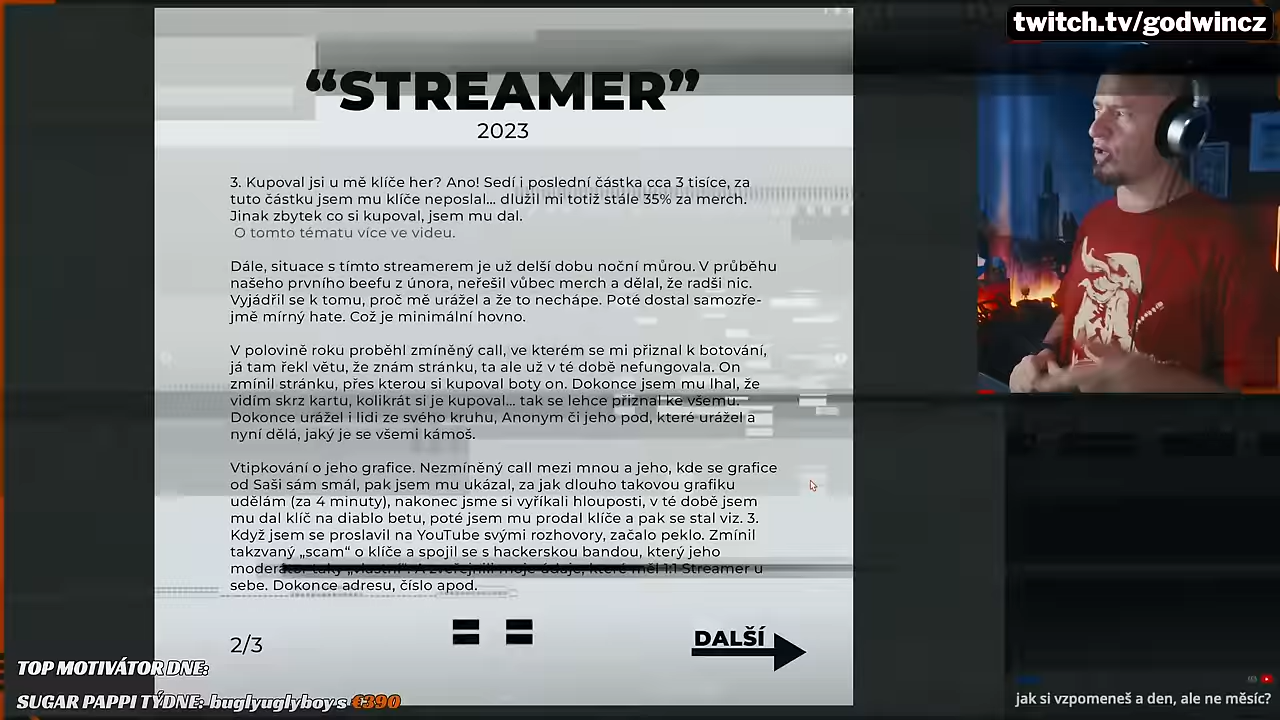 twitch.tv/godwincz
“STREAMER”
2023
3. Kupoval jsi u mě klíče her? Ano! Sedí i poslední částka cca 3 tisíce, za
tuto částku jsem mu klíče neposlal... dlužil mi totiž stále 35% za merch.
Jinak zbytek co si kupoval, jsem mu dal.
O tomto tématu více ve videu.
Dále, situace s tímto streamerem je už delší dobu noční můrou. V průběhu
našeho prvního beefu z února, neřešil vůbec merch a dělal, že radši nic.
Vyjádřil se k tomu, proč mě urážel a že to nechápe. Poté dostal samozře-
jmě mírný hate. Což je minimální hovno.
V polovině roku proběhl zmíněný call, ve kterém se mi přiznal k botování,
já tam řekl větu, že znám stránku, ta ale už v té době nefungovala. On
zmínil stránku, přes kterou si kupoval boty on. Dokonce jsem mu lhal, že
vidím skrz kartu, kolikrát si je kupoval... tak se lehce přiznal ke všemu.
Dokonce urážel i lidi ze svého kruhu, Anonym či jeho pod, které urážel a
nyní dělá, jaký je se všemi kámoš.
Vtipkování o jeho grafice. Nezmíněný call mezi mnou a jeho, kde se grafice
od Saši sám smál, pak jsem mu ukázal, za jak dlouho takovou grafiku
udělám (za 4 minuty), nakonec jsme si vyříkali hlouposti, v té době jsem
mu dal klíč na diablo betu, poté jsem mu prodal klíče a pak se stal viz. 3.
Když jsem se proslavil na YouTube svými rozhovory, začalo peklo. Zmínil
takzvaný „scam“ o klíče a spojil se s hackerskou bandou, který jeho
moderátor taky „vlastní“. A zveřejnili moje údaje, které měl 1:1 Streamer u
sebe. Dokonce adresu, číslo apod.
2/3
DALŠÍ
TOP MOTIVÁTOR DNE:
SUGAR PAPPI TÝDNE: buglyuglyboys €390
jak si vzpomeneš a den, ale ne měsíc?